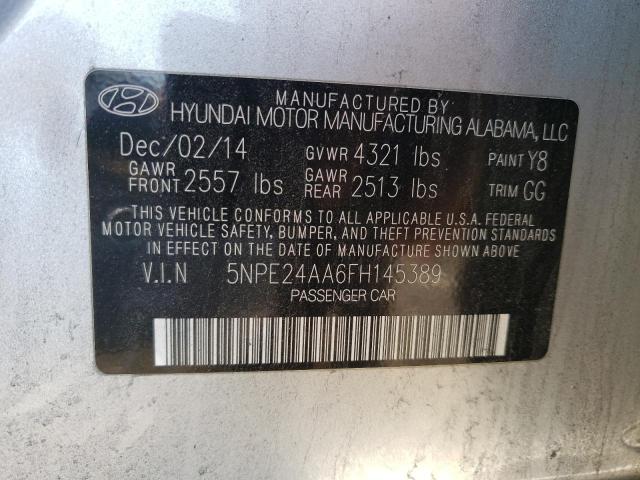 MANUFACTURED BY
HYUNDAI MOTOR MANUFACTURING ALABAMA, LLC
Dec/02/14 GVWR 4321 lbs PAINT Y8
GAWR FRONT 2557 lbs GAWR REAR 2513 lbs TRIM GG
THIS VEHICLE CONFORMS TO ALL APPLICABLE U.S.A. FEDERAL
MOTOR VEHICLE SAFETY, BUMPER, AND THEFT PREVENTION STANDARDS
IN EFFECT ON THE DATE OF MANUFACTURE SHOWN ABOVE.
V.I.N 5NPE24AA6FH145389
PASSENGER CAR